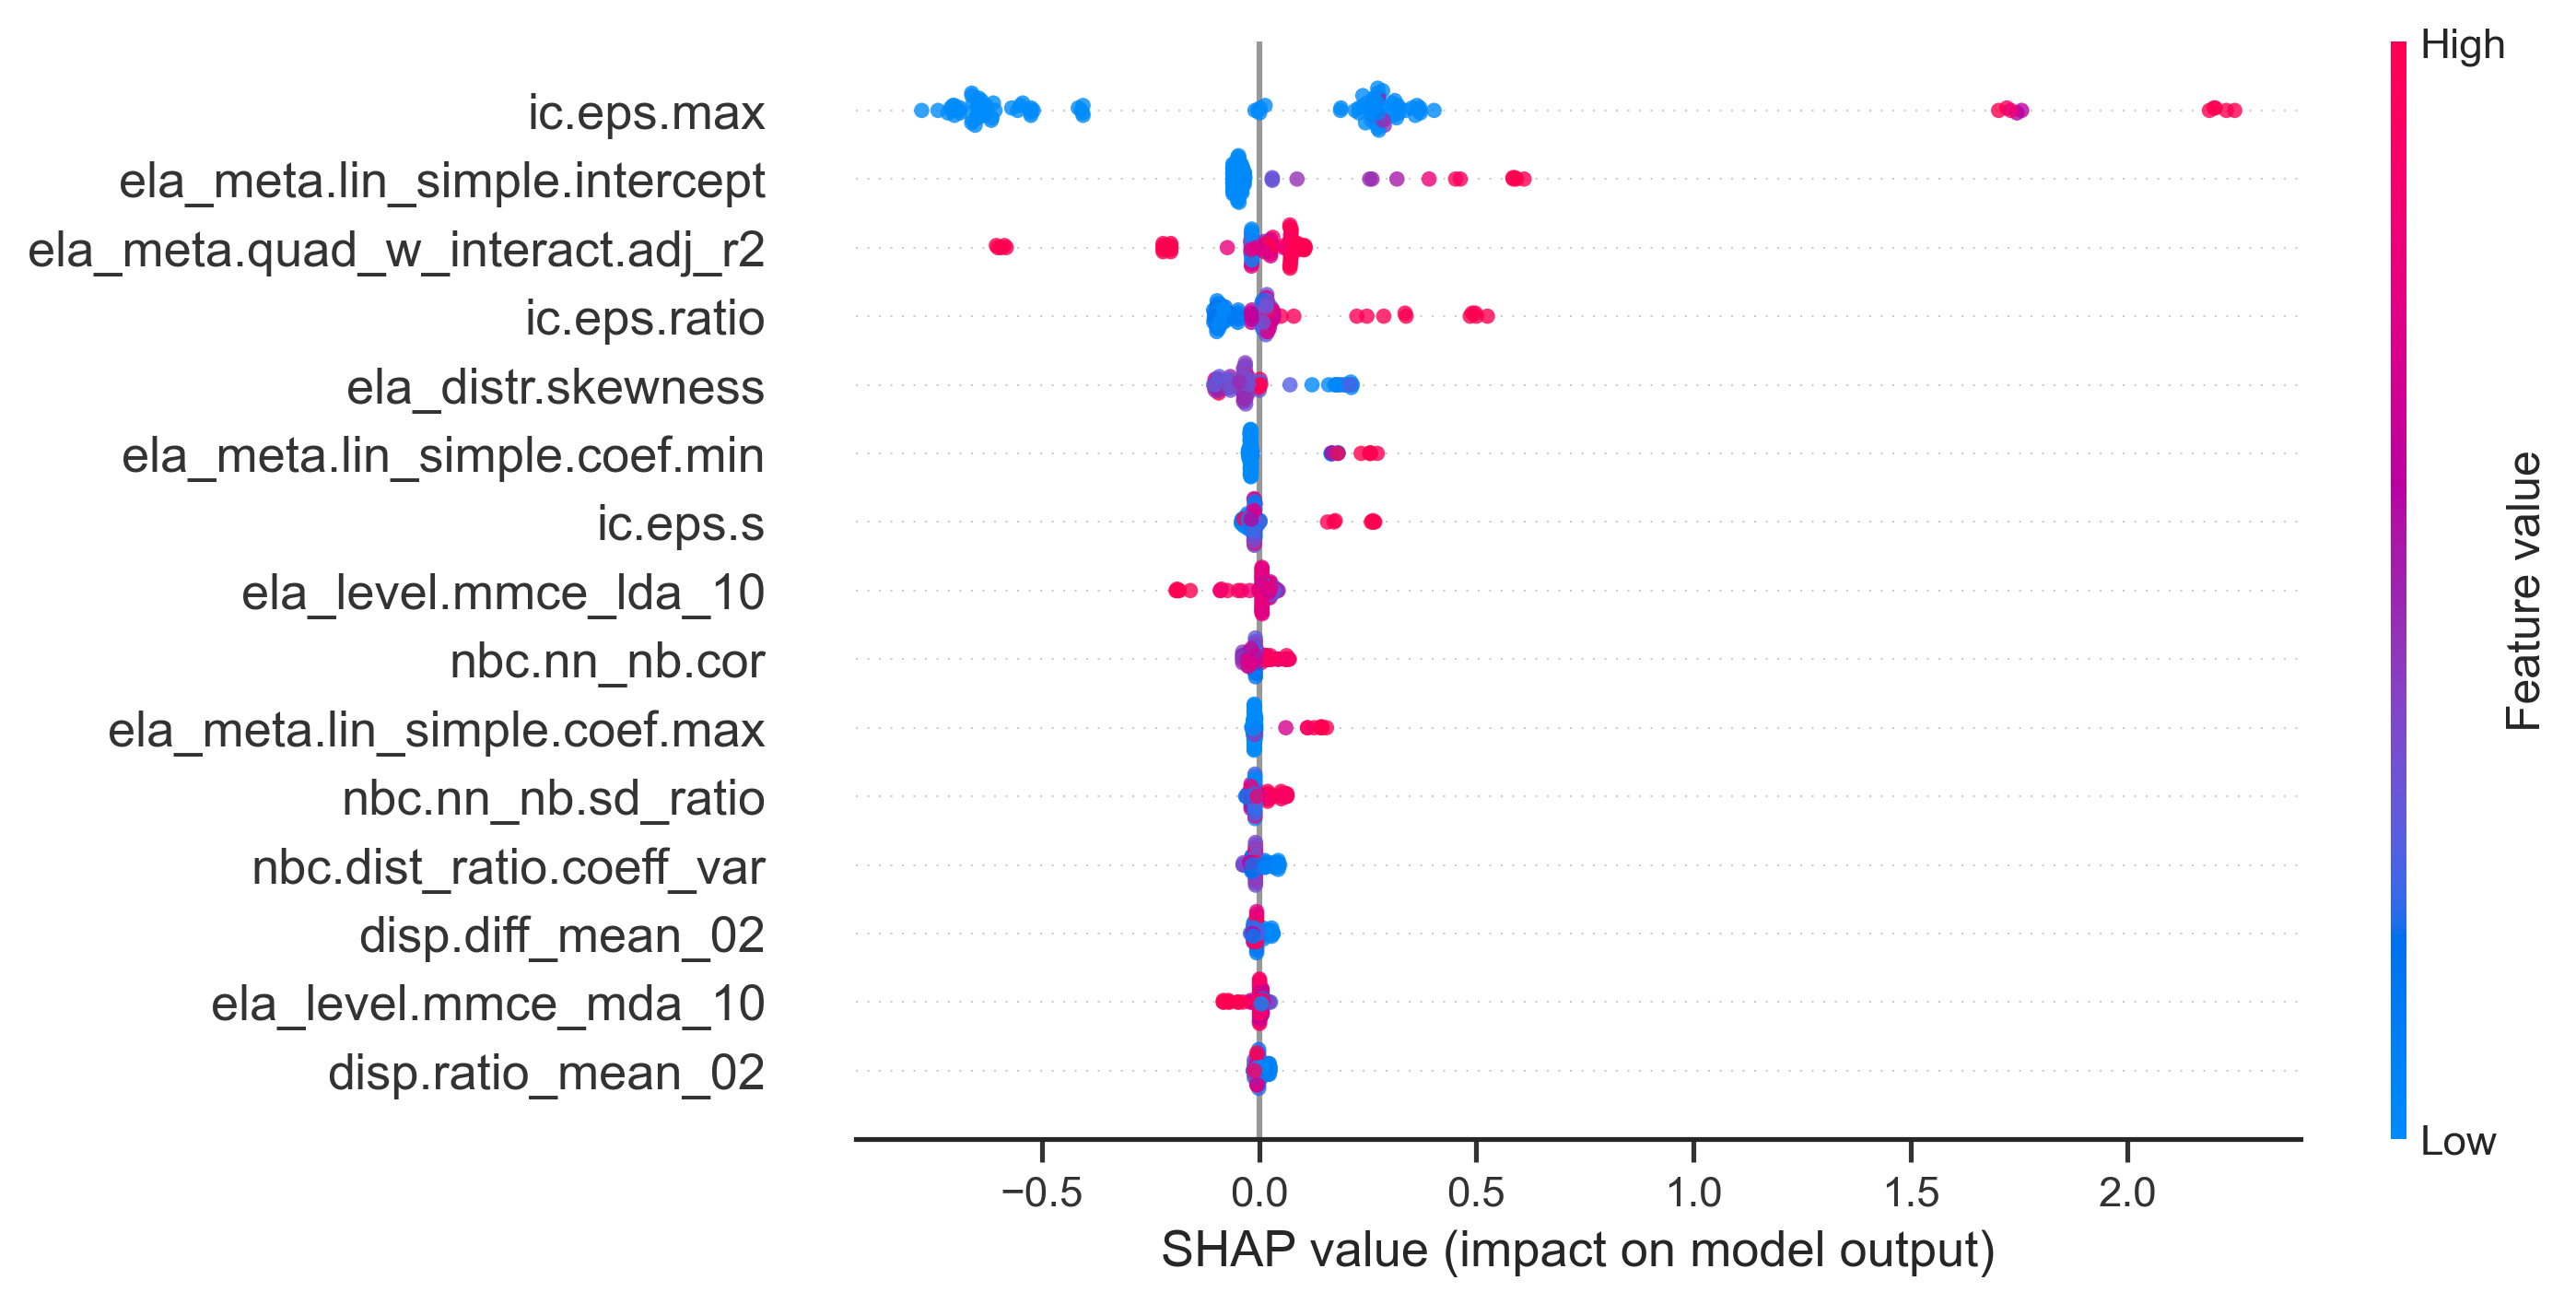 High
ic.eps.max
ela_meta.lin_simple.intercept
ela_meta.quad_w_interact.adj_r2
ic.eps.ratio
ela_distr.skewness
ela_meta.lin_simple.coef.min
ic.eps.s
ela_level.mmce_lda_10
nbc.nn_nb.cor
ela_meta.lin_simple.coef.max
nbc.nn_nb.sd_ratio
nbc.dist_ratio.coeff_var
disp.diff_mean_02
ela_level.mmce_mda_10
disp.ratio_mean_02
Feature value
Low
−0.5 0.0 0.5 1.0 1.5 2.0
SHAP value (impact on model output)